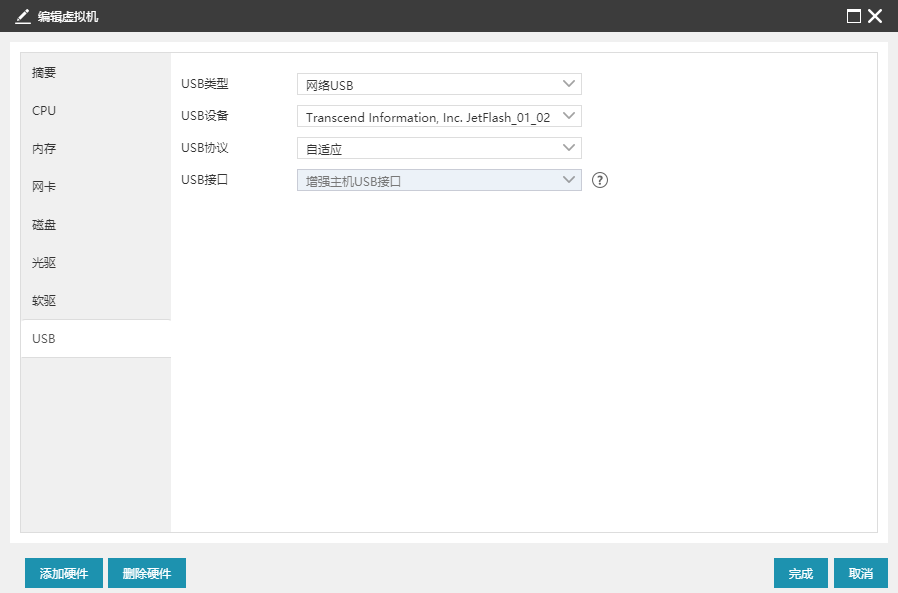 编辑虚拟机
摘要
CPU
内存
网卡
磁盘
光驱
软驱
USB
USB类型 网络USB
USB设备 Transcend Information, Inc. JetFlash_01_02
USB协议 自适应
USB接口 增强主机USB接口 ?
添加硬件 删除硬件 完成 取消